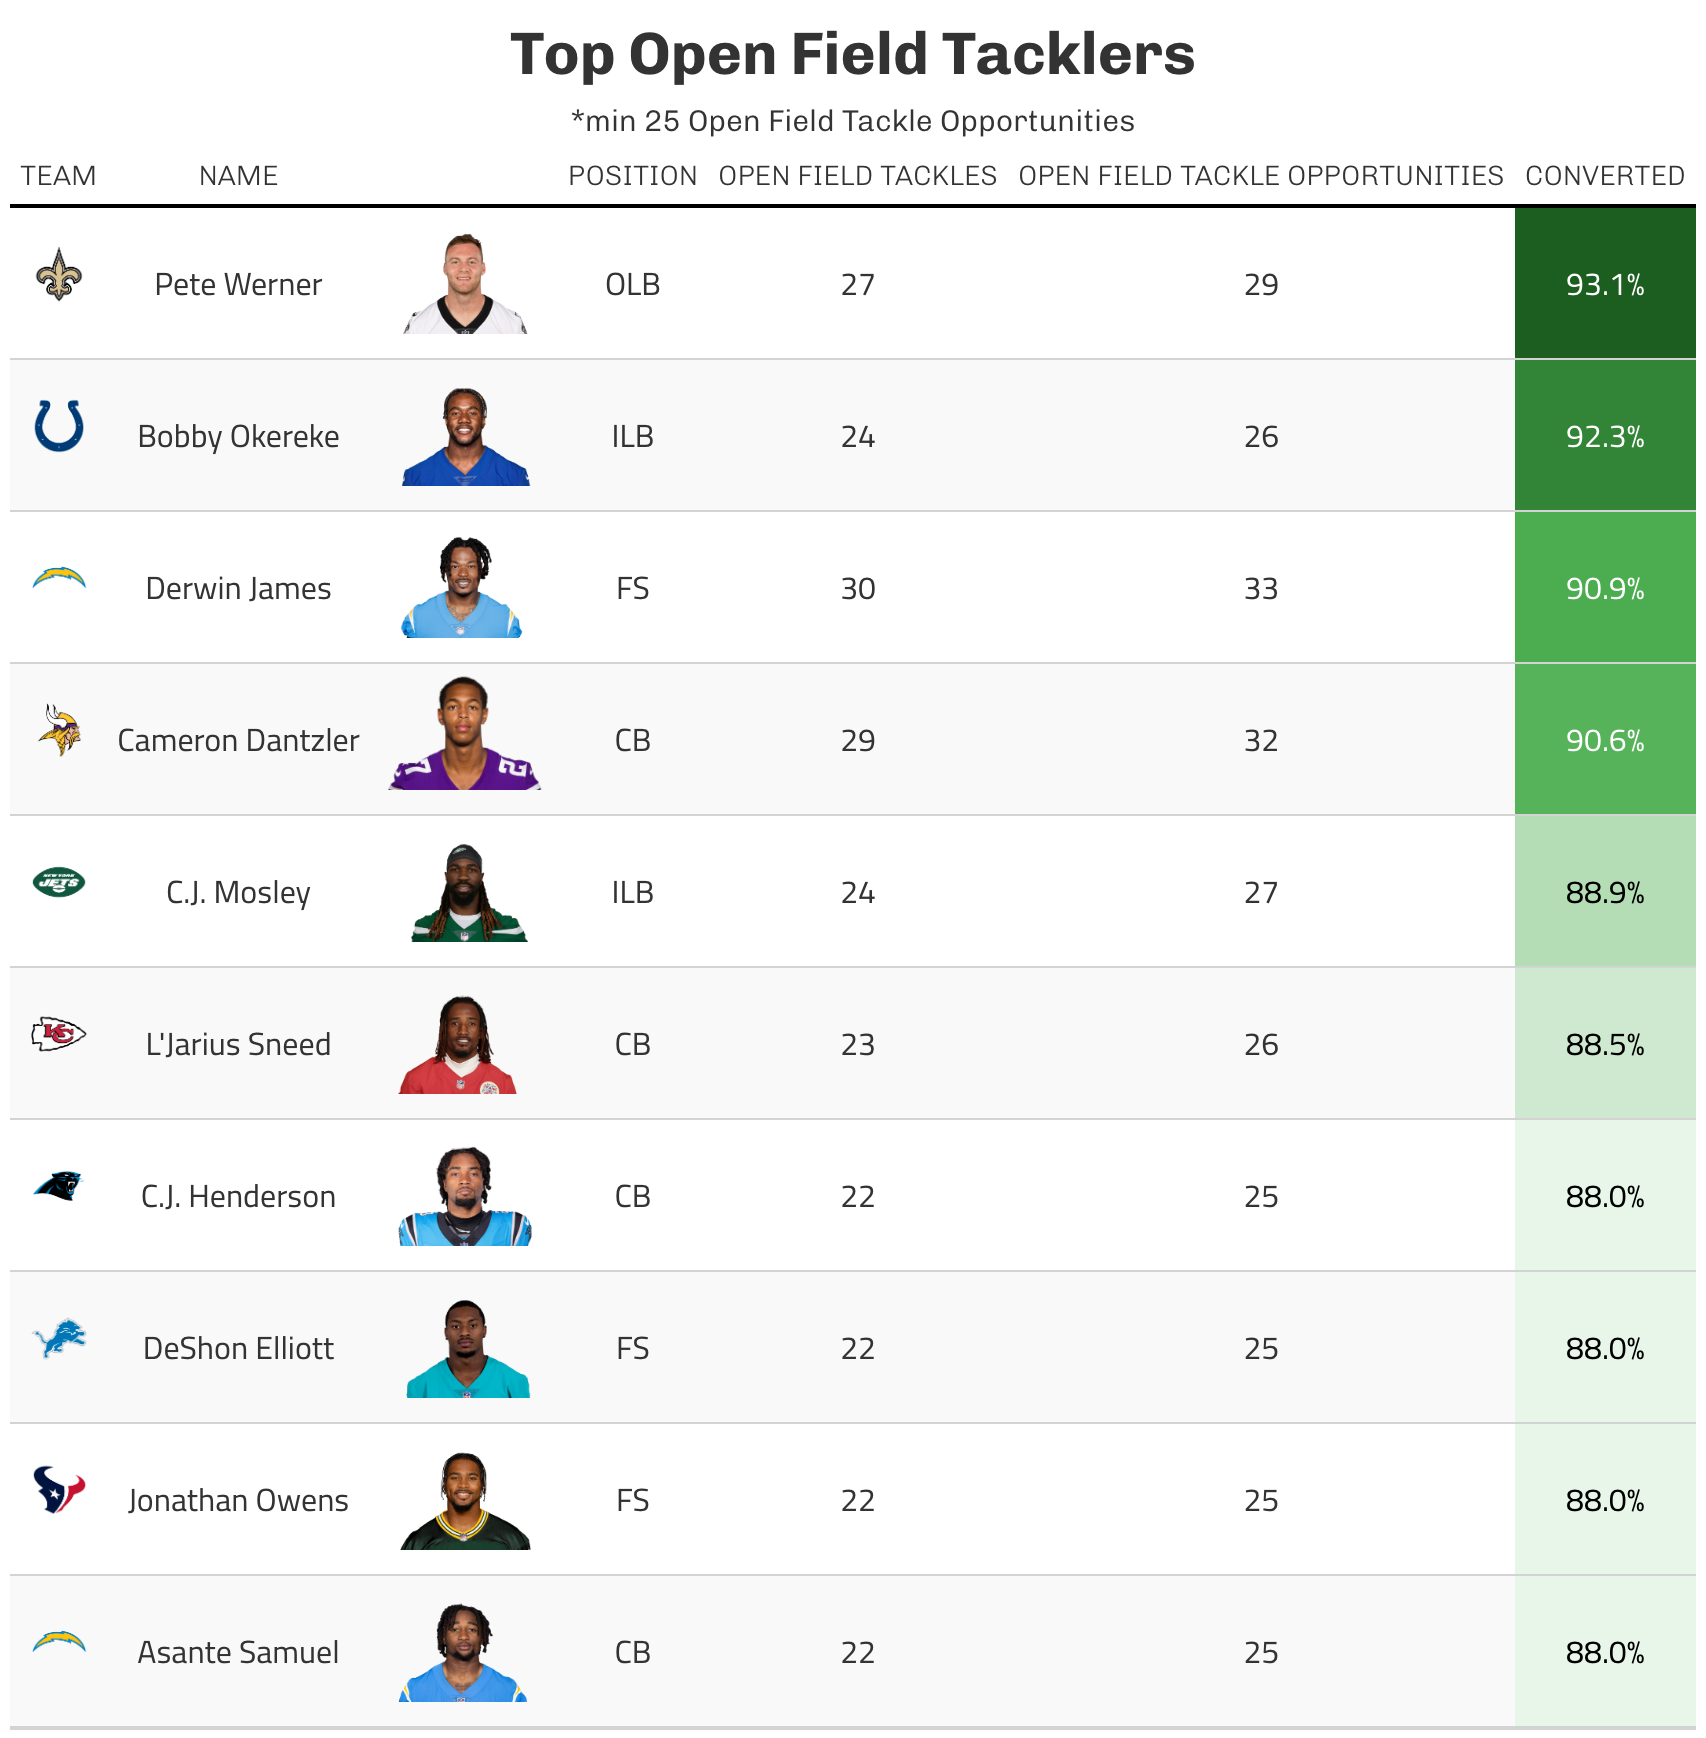 Top Open Field Tacklers
*min 25 Open Field Tackle Opportunities
TEAM NAME POSITION OPEN FIELD TACKLES OPEN FIELD TACKLE OPPORTUNITIES CONVERTED
Pete Werner OLB 27 29 93.1%
Bobby Okereke ILB 24 26 92.3%
Derwin James FS 30 33 90.9%
Cameron Dantzler CB 29 32 90.6%
NEW YORK JETS C.J. Mosley ILB 24 27 88.9%
KC L'Jarius Sneed CB 23 26 88.5%
C.J. Henderson CB 22 25 88.0%
DeShon Elliott FS 22 25 88.0%
Jonathan Owens FS 22 25 88.0%
Asante Samuel CB 22 25 88.0%